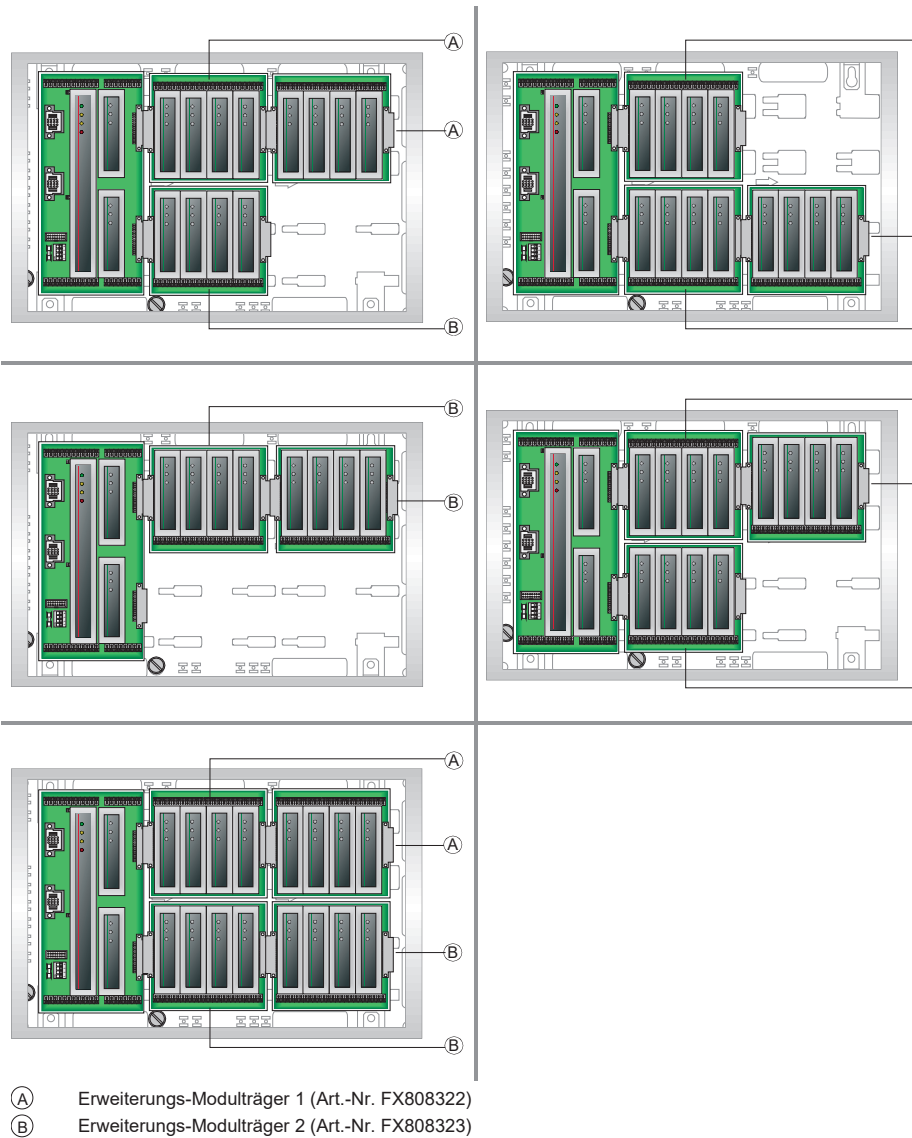 A
A
B
B
B
A
A
B
B
A Erweiterungs-Modulträger 1 (Art.-Nr. FX808322)
B Erweiterungs-Modulträger 2 (Art.-Nr. FX808323)